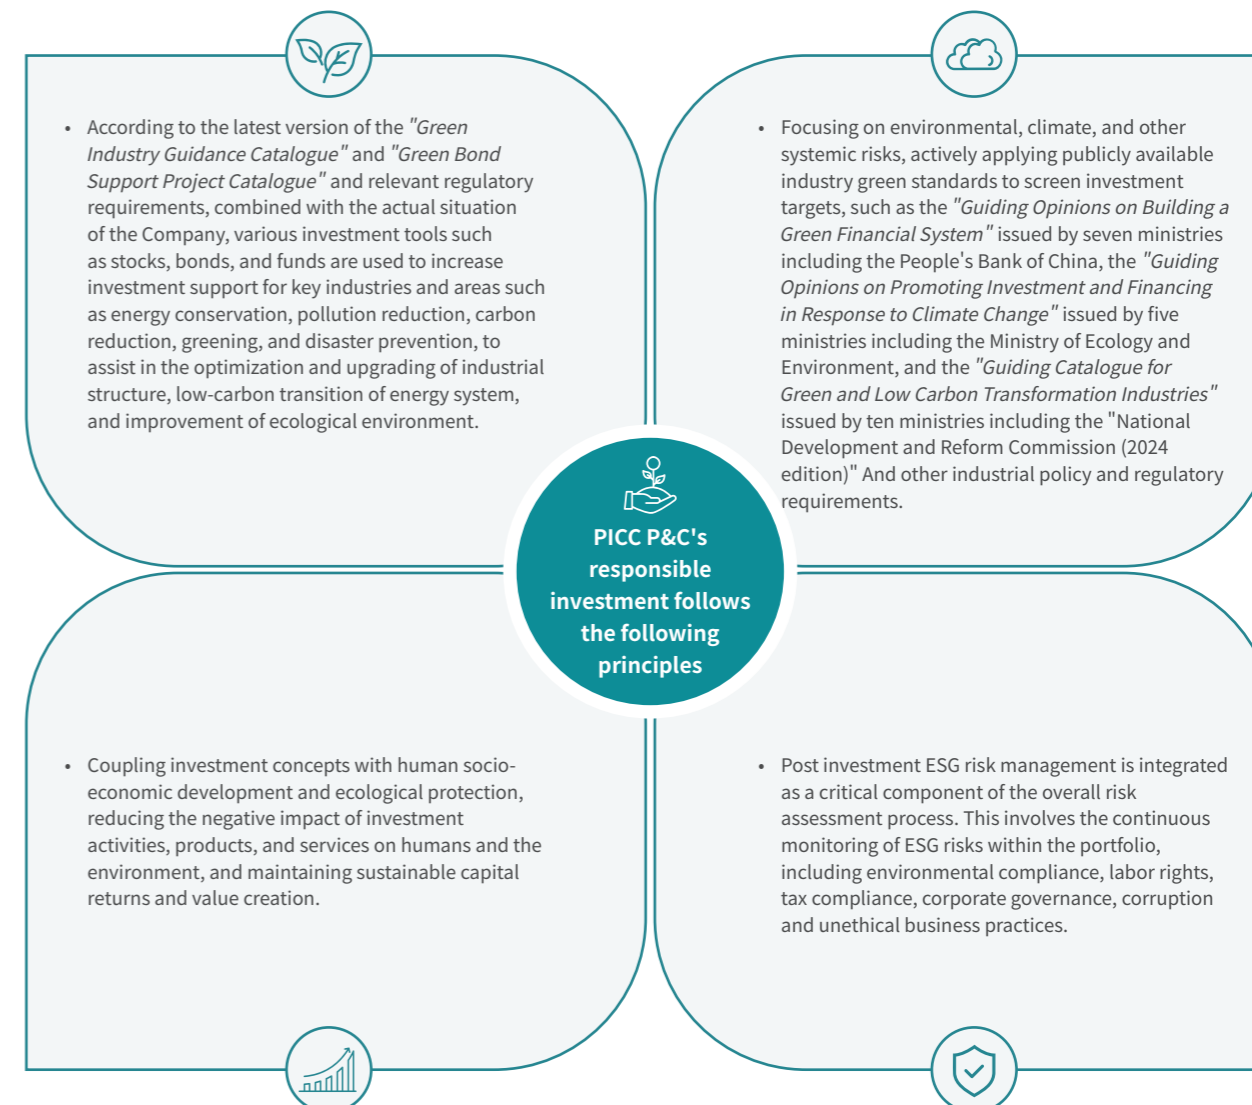 • According to the latest version of the "Green
Industry Guidance Catalogue" and "Green Bond
Support Project Catalogue" and relevant regulatory
requirements, combined with the actual situation
of the Company, various investment tools such
as stocks, bonds, and funds are used to increase
investment support for key industries and areas such
as energy conservation, pollution reduction, carbon
reduction, greening, and disaster prevention, to
assist in the optimization and upgrading of industrial
structure, low-carbon transition of energy system,
and improvement of ecological environment.
• Focusing on environmental, climate, and other
systemic risks, actively applying publicly available
industry green standards to screen investment
targets, such as the "Guiding Opinions on Building a
Green Financial System" issued by seven ministries
including the People's Bank of China, the "Guiding
Opinions on Promoting Investment and Financing
in Response to Climate Change" issued by five
ministries including the Ministry of Ecology and
Environment, and the "Guiding Catalogue for
Green and Low Carbon Transformation Industries"
issued by ten ministries including the "National
Development and Reform Commission (2024
edition)" And other industrial policy and regulatory
requirements.
PICC P&C's
responsible
investment follows
the following
principles
• Coupling investment concepts with human socio-
economic development and ecological protection,
reducing the negative impact of investment
activities, products, and services on humans and the
environment, and maintaining sustainable capital
returns and value creation.
• Post investment ESG risk management is integrated
as a critical component of the overall risk
assessment process. This involves the continuous
monitoring of ESG risks within the portfolio,
including environmental compliance, labor rights,
tax compliance, corporate governance, corruption
and unethical business practices.